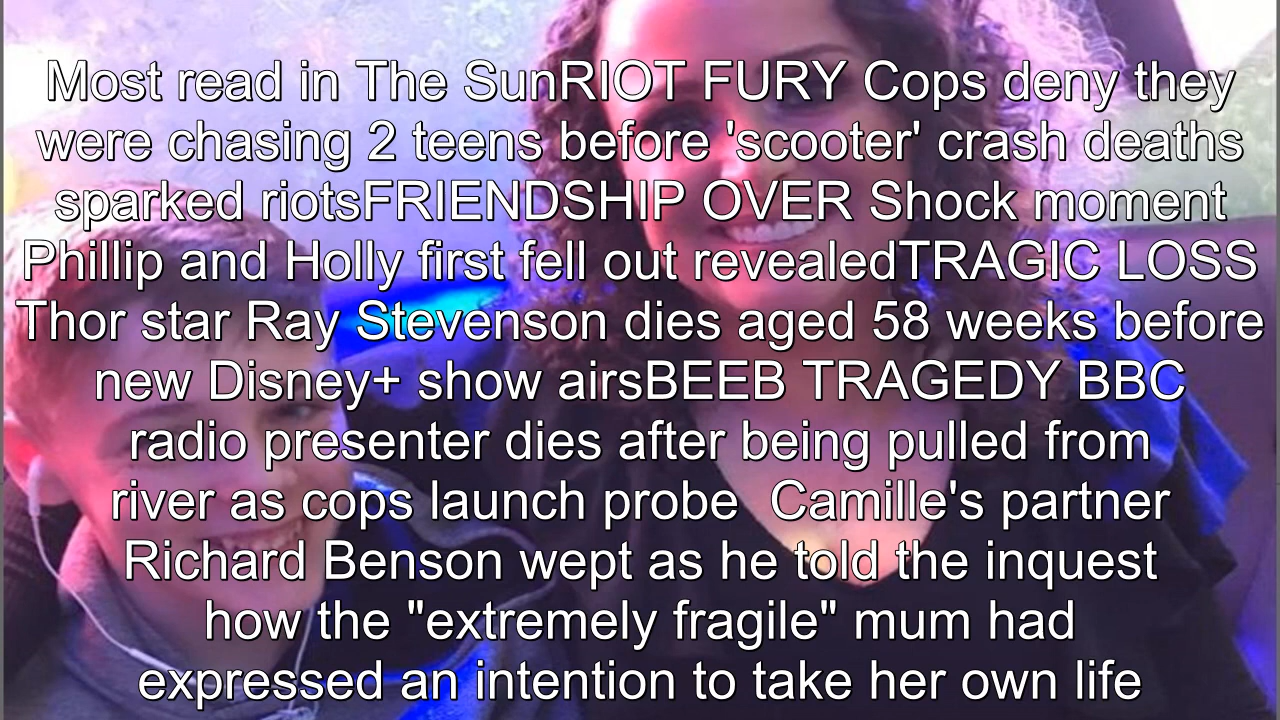 Most read in The SunRIOT FURY Cops deny they
were chasing 2 teens before 'scooter' crash deaths
sparked riotsFRIENDSHIP OVER Shock moment
Phillip and Holly first fell out revealedTRAGIC LOSS
Thor star Ray Stevenson dies aged 58 weeks before
new Disney+ show airsBEEB TRAGEDY BBC
radio presenter dies after being pulled from
river as cops launch probe  Camille's partner
Richard Benson wept as he told the inquest
how the "extremely fragile" mum had
expressed an intention to take her own life